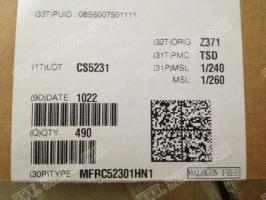 (33T)PUID : 08S6007501111
(32T)ORIG Z371
(31T)PMC TSD
(1T)LOT CS5231
(31P)MSL 1/240
MSL 1/260
(9D)DATE 1022
(Q)QTY 490
(30P)TYPE MFRC52301HN1
HALOGEN FREE